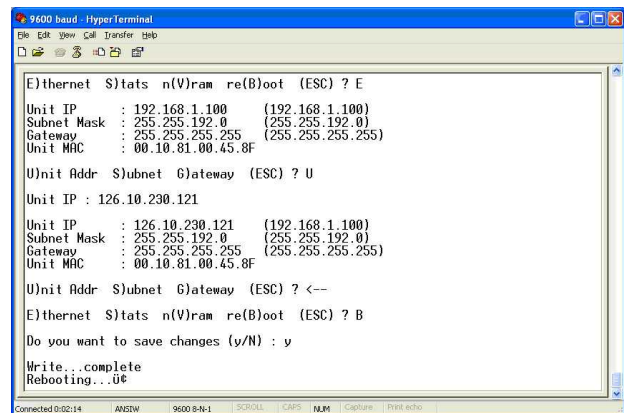 9600 baud - HyperTerminal
File Edit View Call Transfer Help
E)thernet S)tats n(V)ram re(B)oot (ESC) ? E
Unit IP : 192.168.1.100 (192.168.1.100)
Subnet Mask : 255.255.192.0 (255.255.192.0)
Gateway : 255.255.255.255 (255.255.255.255)
Unit MAC : 00.10.81.00.45.8F
U)nit Addr S)ubnet G)ateway (ESC) ? U
Unit IP : 126.10.230.121
Unit IP : 126.10.230.121 (192.168.1.100)
Subnet Mask : 255.255.192.0 (255.255.192.0)
Gateway : 255.255.255.255 (255.255.255.255)
Unit MAC : 00.10.81.00.45.8F
U)nit Addr S)ubnet G)ateway (ESC) ? <--
E)thernet S)tats n(V)ram re(B)oot (ESC) ? B
Do you want to save changes (y/N) : y
Write...complete
Rebooting...ü¢
Connected 0:02:14 ANSIW 9600 8-N-1 SCROLL CAPS NUM Capture Print echo